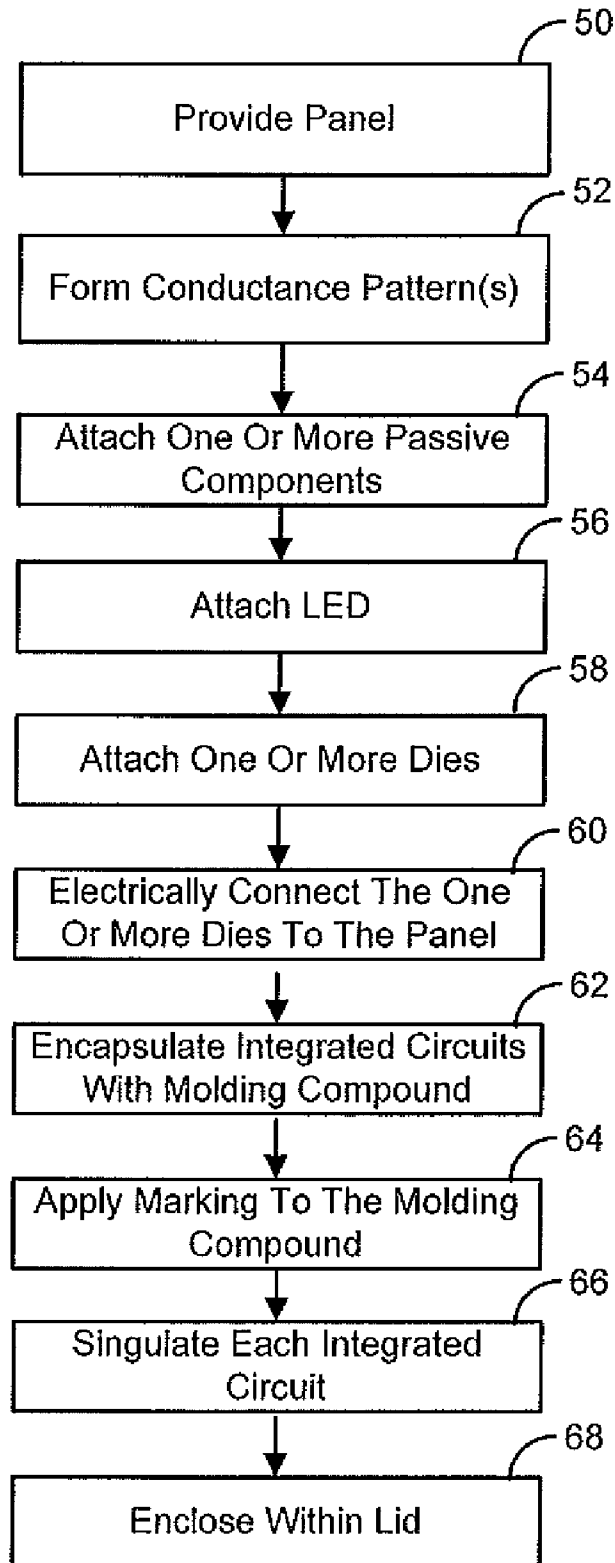 50
Provide Panel
52
Form Conductance Pattern(s)
54
Attach One Or More Passive
Components
56
Attach LED
58
Attach One Or More Dies
60
Electrically Connect The One
Or More Dies To The Panel
62
Encapsulate Integrated Circuits
With Molding Compound
64
Apply Marking To The Molding
Compound
66
Singulate Each Integrated
Circuit
68
Enclose Within Lid